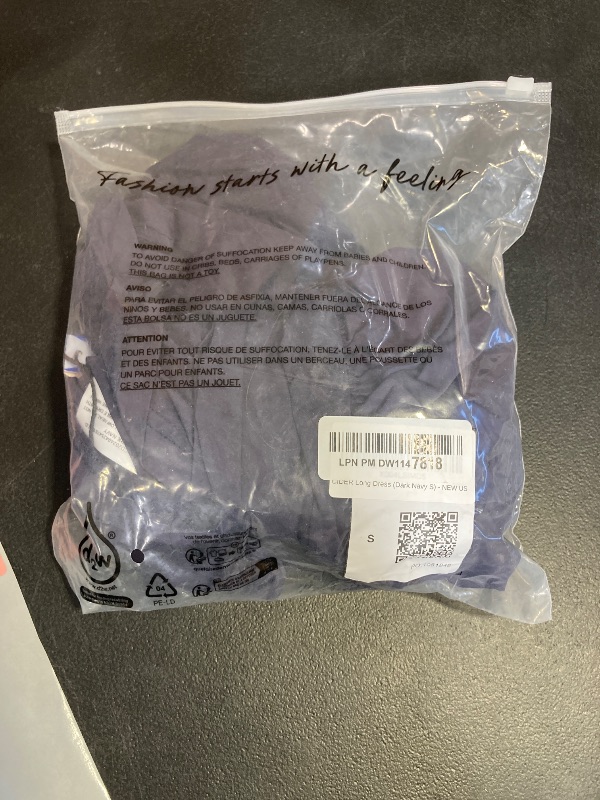 Fashion starts with a feeling
WARNING
TO AVOID DANGER OF SUFFOCATION KEEP AWAY FROM BABIES AND CHILDREN.
DO NOT USE IN CRIBS, BEDS, CARRIAGES OF PLAYPENS.
THIS BAG IS NOT A TOY.
AVISO
PARA EVITAR EL PELIGRO DE ASFIXIA, MANTENER FUERA DEL ALCANCE DE LOS
NINOS Y BEBES. NO USAR EN CUNAS, CAMAS, CARRIOLAS O CORRALES.
ESTA BOLSA NO ES UN JUGUETE.
ATTENTION
POUR EVITER TOUT RISQUE DE SUFFOCATION, TENEZ-LE À L'ÉCART DES BÉBÉS
ET DES ENFANTS. NE PAS UTILISER DANS UN BERCEAU, UNE POUSSETTE OU
UN PARC POUR ENFANTS.
CE SAC N'EST PAS UN JOUET.
LPN PM DW1147818
CIDER Long Dress (Dark Navy S) - NEW US
S
d2w
®
04
PE-LD